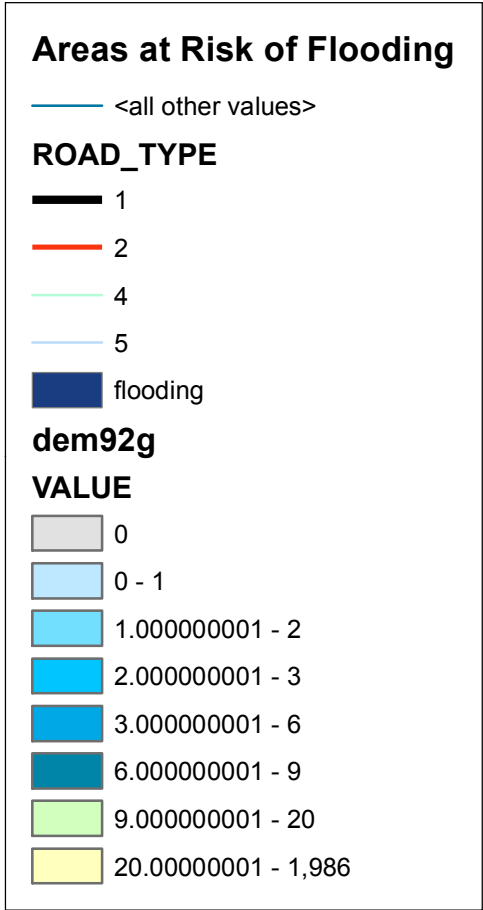 Areas at Risk of Flooding
<all other values>
ROAD_TYPE
1
2
4
5
flooding
dem92g
VALUE
0
0 - 1
1.000000001 - 2
2.000000001 - 3
3.000000001 - 6
6.000000001 - 9
9.000000001 - 20
20.00000001 - 1,986